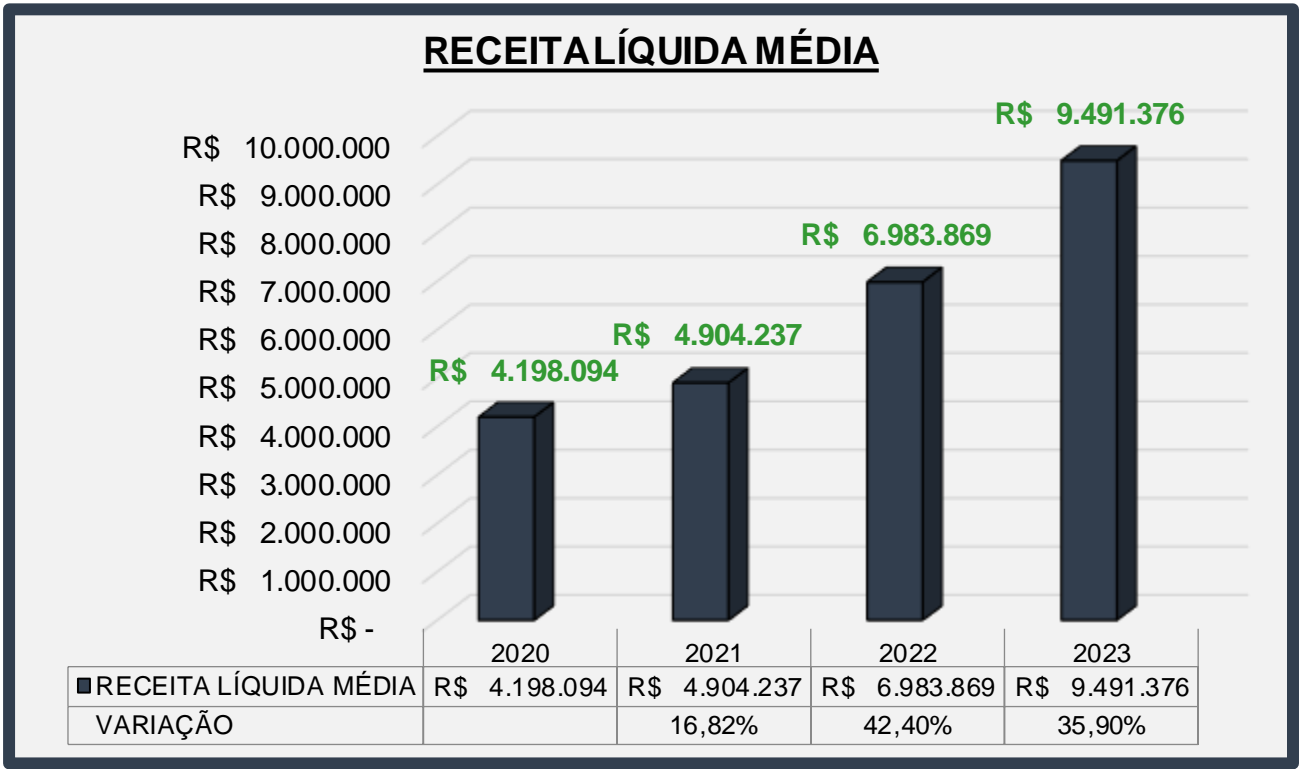 RECEITA LÍQUIDA MÉDIA
R$ 9.491.376
R$ 6.983.869
R$ 4.904.237
R$ 4.198.094
R$ 10.000.000
R$ 9.000.000
R$ 8.000.000
R$ 7.000.000
R$ 6.000.000
R$ 5.000.000
R$ 4.000.000
R$ 3.000.000
R$ 2.000.000
R$ 1.000.000
R$ -
2020 2021 2022 2023
RECEITA LÍQUIDA MÉDIA R$ 4.198.094 R$ 4.904.237 R$ 6.983.869 R$ 9.491.376
VARIAÇÃO 16,82% 42,40% 35,90%